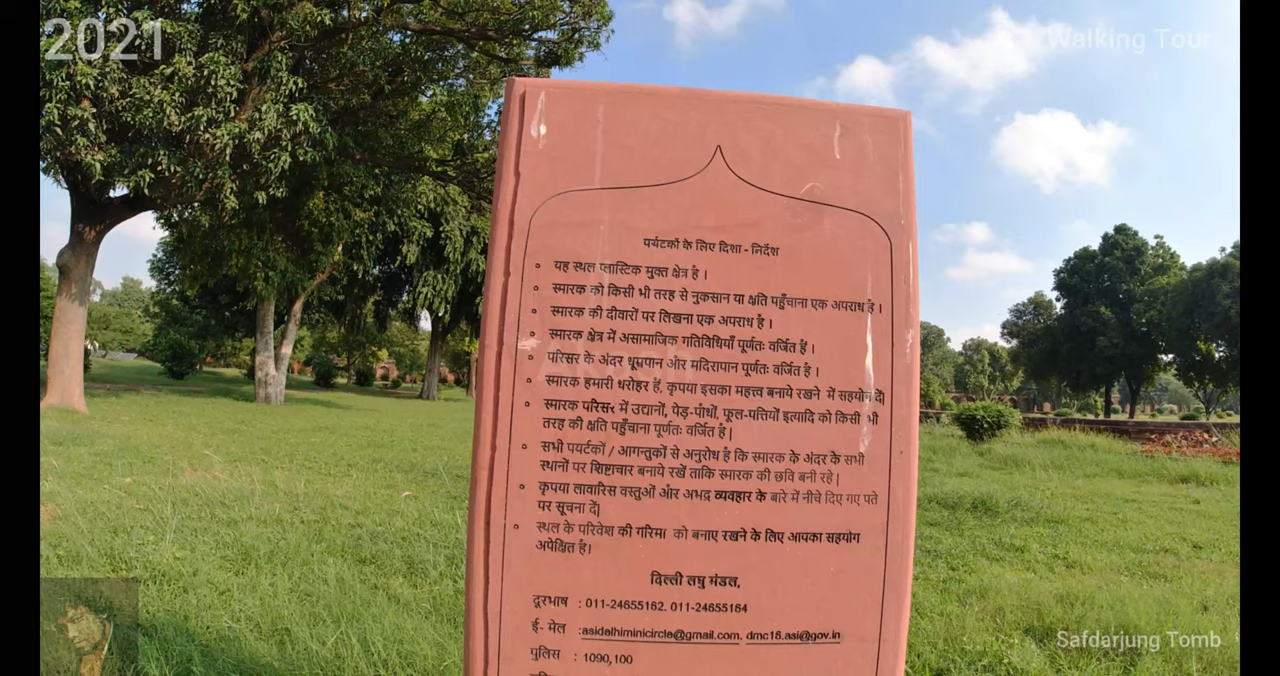 2021
Walking Tour
पर्यटकों के लिए दिशा - निर्देश
यह स्थल प्लास्टिक मुक्त क्षेत्र है ।
स्मारक को किसी भी तरह से नुकसान या क्षति पहुँचाना एक अपराध है ।
स्मारक की दीवारों पर लिखना एक अपराध है ।
स्मारक क्षेत्र में असामाजिक गतिविधियाँ पूर्णतः वर्जित है ।
परिसर के अंदर धूम्रपान और मदिरापान पूर्णतः वर्जित है ।
स्मारक हमारी धरोहर हैं, कृपया इसका महत्त्व बनाये रखने में सहयोग दें|
स्मारक परिसर में उद्यानों, पेड़-पौधों, फूल-पत्तियों इत्यादि को किसी भी
तरह की क्षति पहुँचाना पूर्णतः वर्जित है |
सभी पयर्टकों / आगन्तुकों से अनुरोध है कि स्मारक के अंदर के सभी
स्थानों पर शिष्टाचार बनाये रखें ताकि स्मारक की छवि बनी रहे |
कृपया लावारिस वस्तुओं और अभद्र व्यवहार के बारे में नीचे दिए गए पते
पर सूचना दें|
स्थल के परिवेश की गरिमा को बनाए रखने के लिए आपका सहयोग
अपेक्षित है।
दिल्ली लघु मंडल,
दूरभाष : 011-24655162. 011-24655164
ई- मेल :asidelhiminicircle@gmail.com, dmc16.asi@gov.in
पुलिस : 1090,100
Safdarjung Tomb